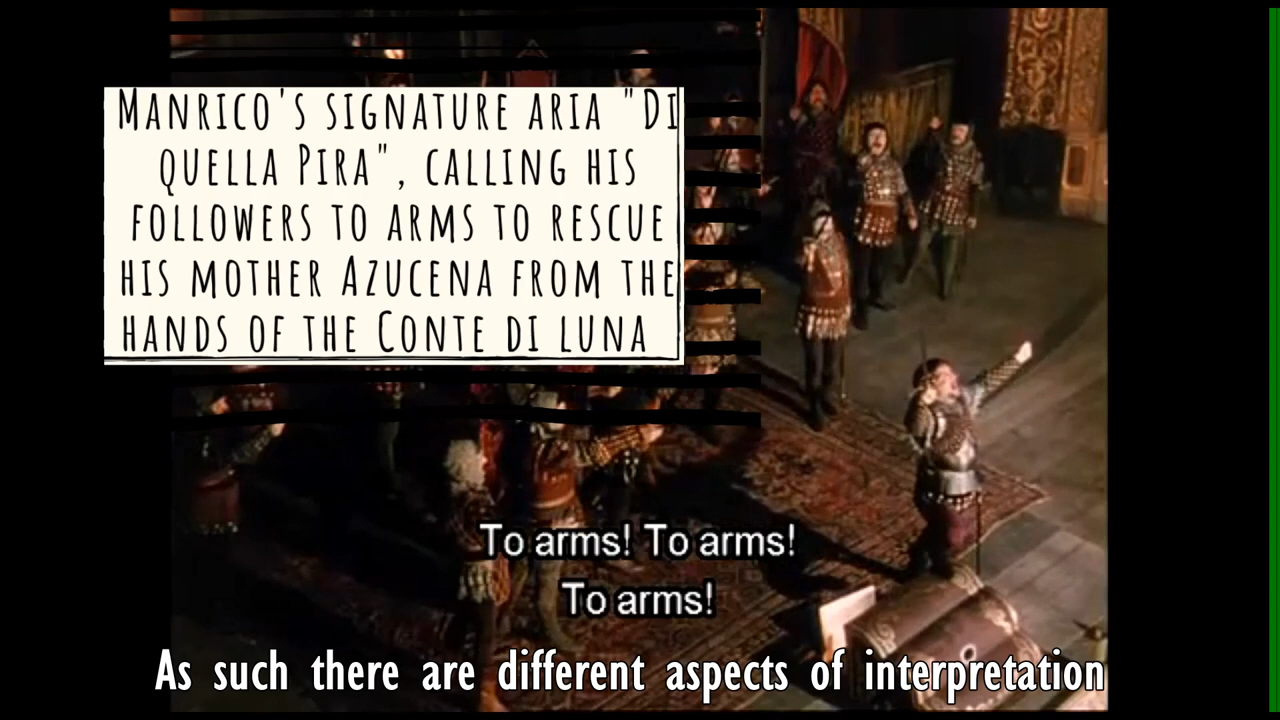 Manrico's signature aria "Di
quella Pira", calling his
followers to arms to rescue
his mother Azucena from the
hands of the Conte di luna
To arms! To arms!
To arms!
As such there are different aspects of interpretation